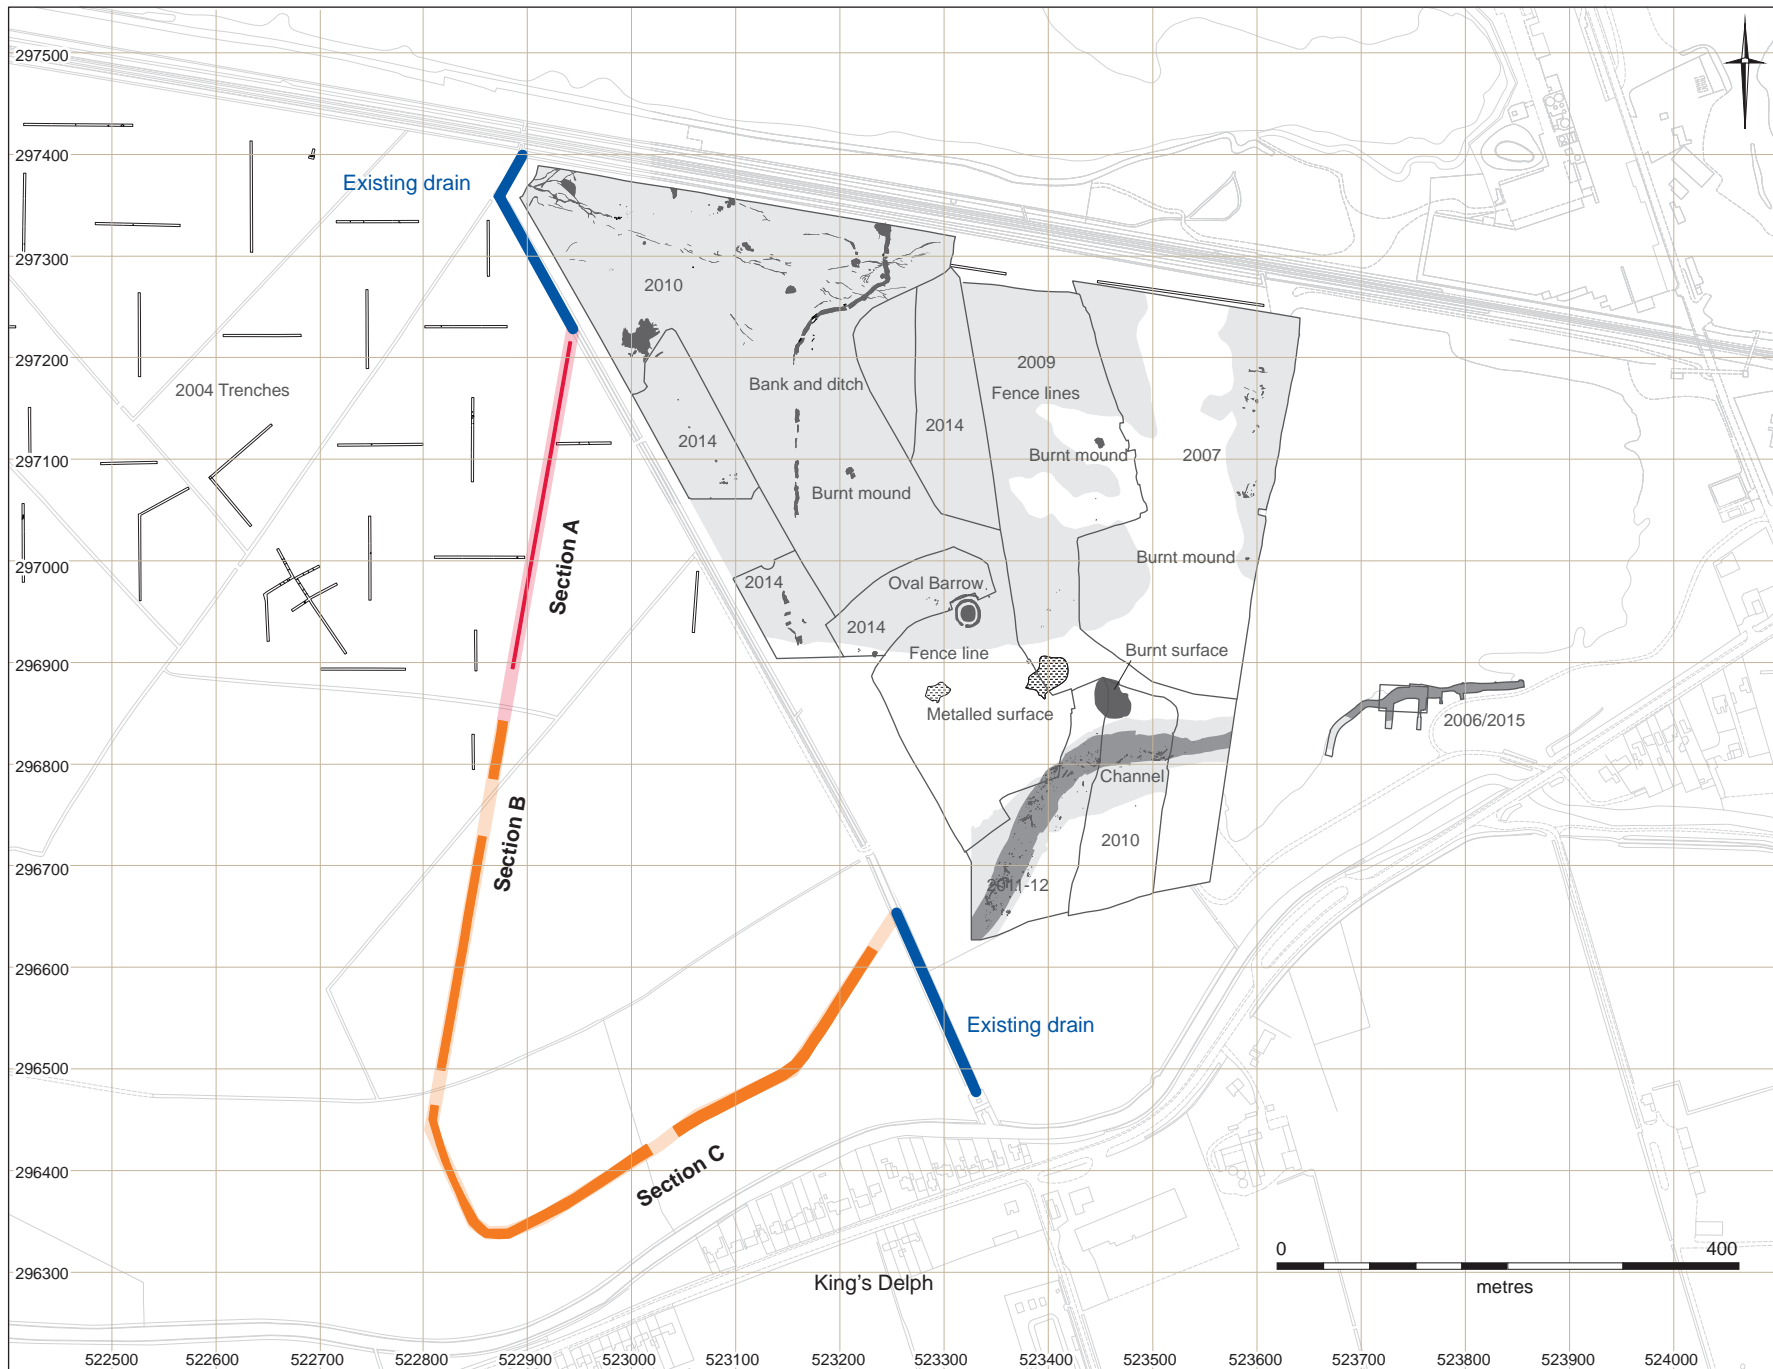 297500
297400
Existing drain
297300
2010
297200
2009
2004 Trenches
Bank and ditch
Fence lines
2014
2014
297100
Burnt mound
2007
Burnt mound
Section A
297000
Burnt mound
2014
Oval Barrow
2014
296900
Fence line
Burnt surface
Metalled surface
2006/2015
296800
Channel
Section B
2010
296700
2011-12
296600
Existing drain
296500
Section C
296400
296300
0 400
metres
King's Delph
522500 522600 522700 522800 522900 523000 523100 523200 523300 523400 523500 523600 523700 523800 523900 524000